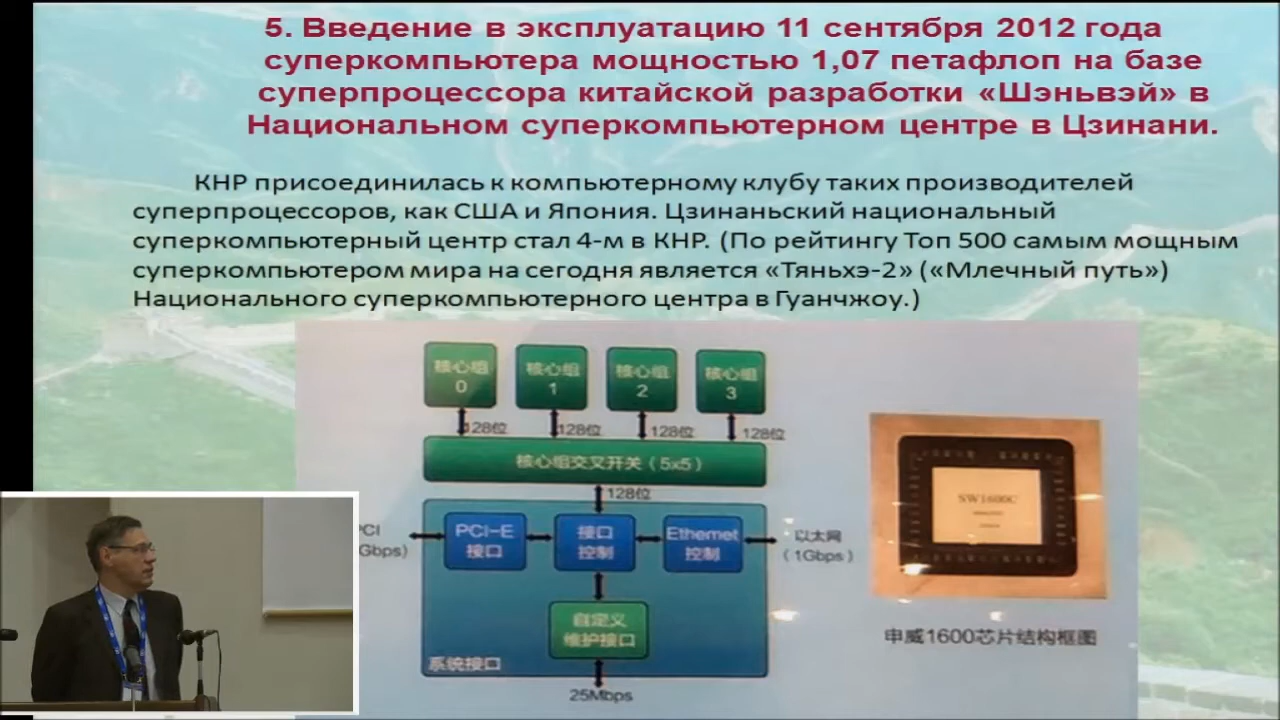 5. Введение в эксплуатацию 11 сентября 2012 года
суперкомпьютера мощностью 1,07 петафлоп на базе
суперпроцессора китайской разработки «Шэньвэй» в
Национальном суперкомпьютерном центре в Цзинани.
КНР присоединилась к компьютерному клубу таких производителей
суперпроцессоров, как США и Япония. Цзинаньский национальный
суперкомпьютерный центр стал 4-м в КНР. (По рейтингу Топ 500 самым мощным
суперкомпьютером мира на сегодня является «Тяньхэ-2» («Млечный путь»)
Национального суперкомпьютерного центра в Гуанчжоу.)
核心组 核心组 核心组 核心组
0 1 2 3
128位 128位 128位 128位
核心组交叉开关（5x5）
128位
PCI-E
接口
接口
控制
Ethernet
控制
以太网
（1Gbps）
自定义
维护接口
系统接口
25Mbps
SW1600C
申威1600芯片结构框图